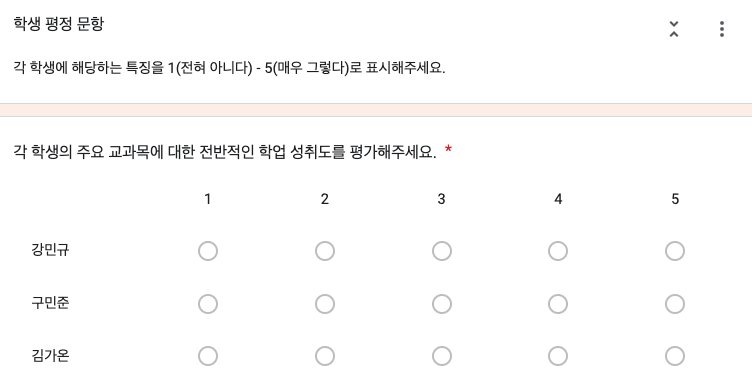 학생 평정 문항
각 학생에 해당하는 특징을 1(전혀 아니다) - 5(매우 그렇다)로 표시해주세요.
각 학생의 주요 교과목에 대한 전반적인 학업 성취도를 평가해주세요. *
1 2 3 4 5
강민규
구민준
김가온